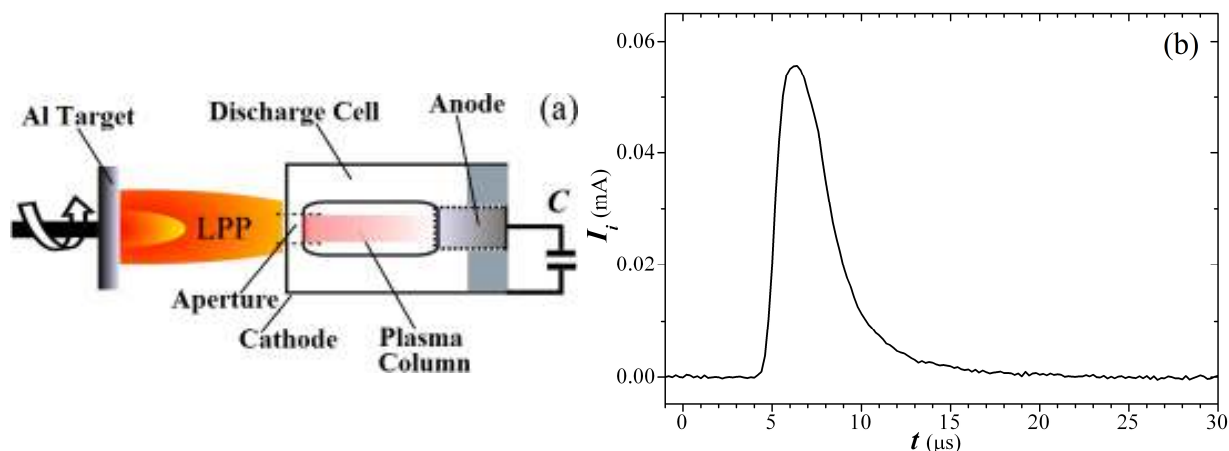 (a)
Al Target
Discharge Cell
Anode
C
LPP
Aperture
Cathode
Plasma
Column
(b)
0.06
0.04
0.02
0.00
I_i (mA)
0
5
10
15
20
25
30
t (μs)